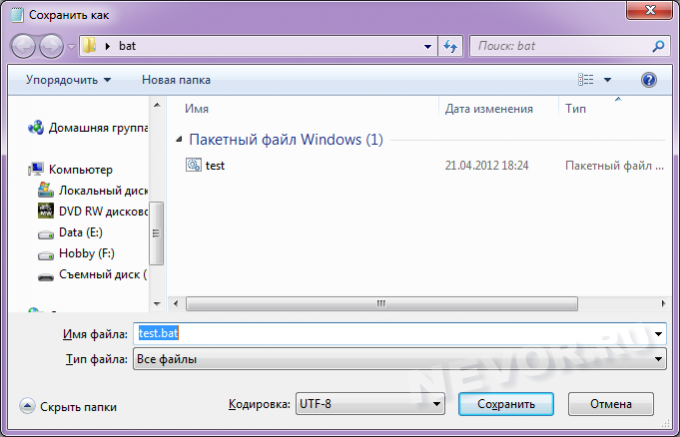 Сохранить как
bat
Поиск: bat
Упорядочить
Новая папка
Имя
Дата изменения
Тип
Домашняя группа
Пакетный файл Windows (1)
test
21.04.2012 18:24
Пакетный файл ...
Компьютер
Локальный диск
DVD RW дисково
Data (E:)
Hobby (F:)
Съемный диск (
Имя файла:
test.bat
Тип файла:
Все файлы
NEVOR.RU
Скрыть папки
Кодировка:
UTF-8
Сохранить
Отмена